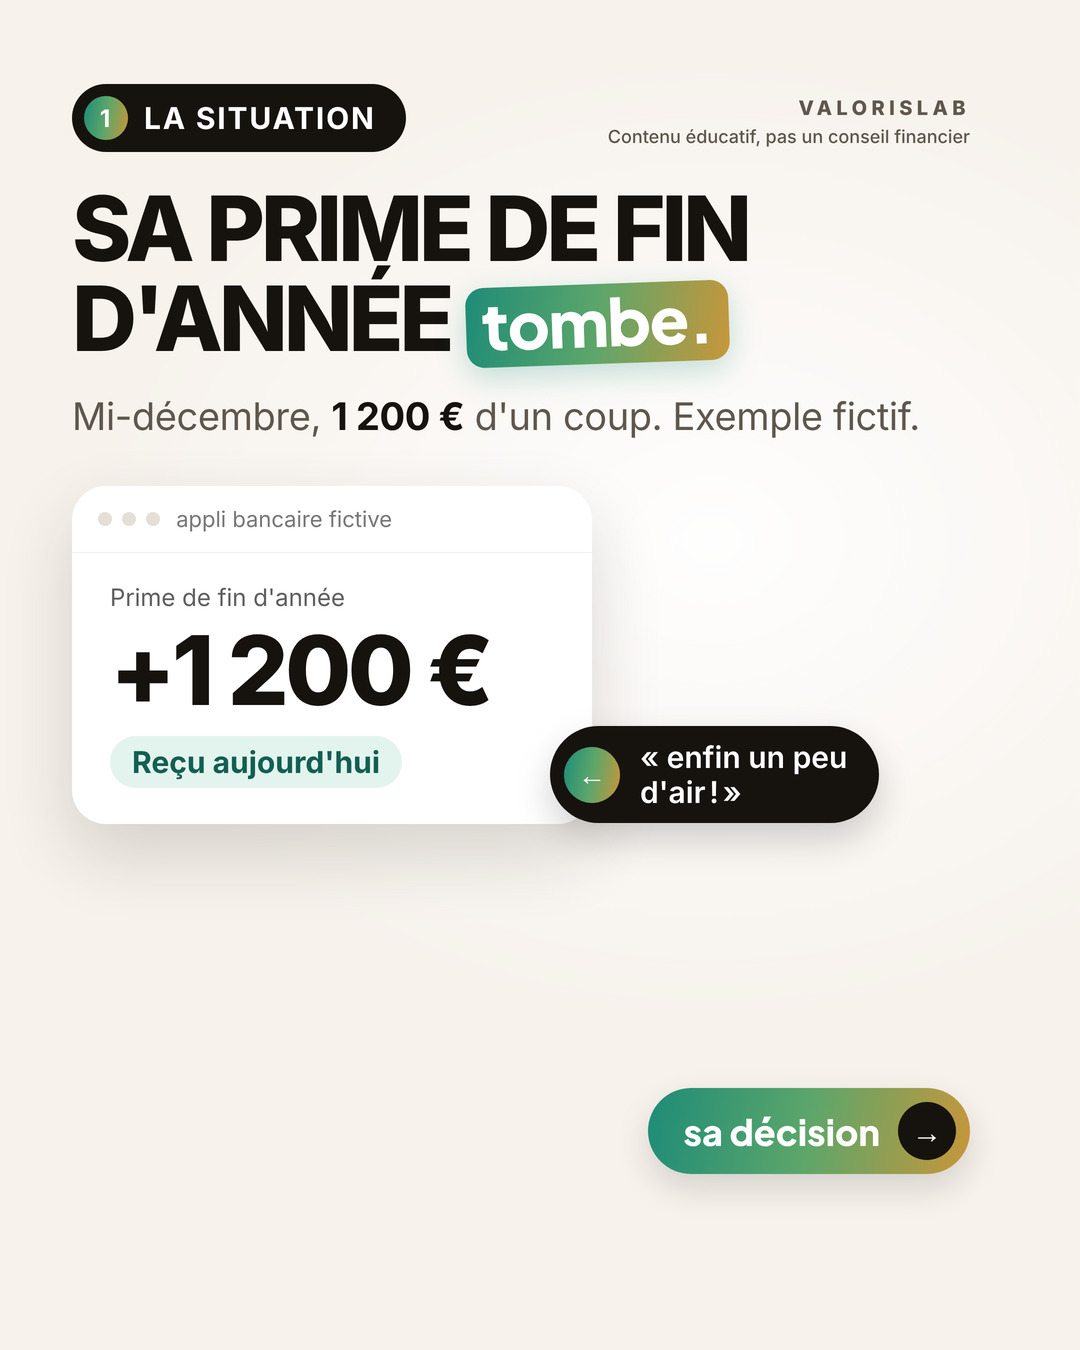 1 LA SITUATION
VALORISLAB
Contenu éducatif, pas un conseil financier
SA PRIME DE FIN
D'ANNÉE tombe.
Mi-décembre, 1 200 € d'un coup. Exemple fictif.
appli bancaire fictive
Prime de fin d'année
+1 200 €
Reçu aujourd'hui
← « enfin un peu
d'air ! »
sa décision →